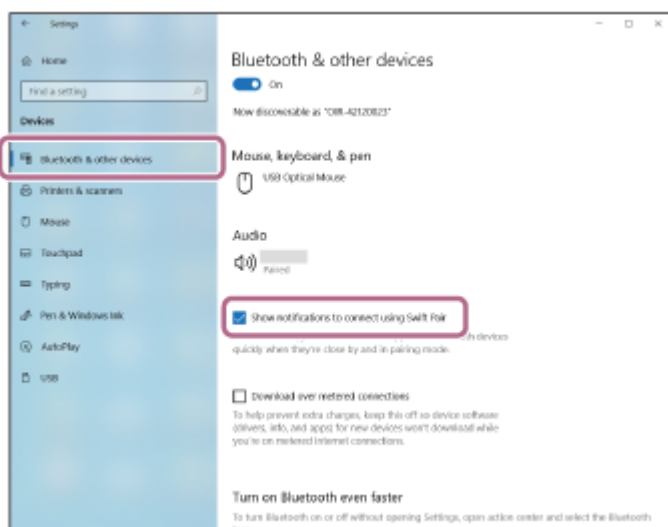 Settings
Home
Find a setting
Devices
Bluetooth & other devices
Printers & scanners
Mouse
Touchpad
Typing
Pen & Windows Ink
AutoPlay
USB
Bluetooth & other devices
On
Now discoverable as
Mouse, keyboard, & pen
USB Optical Mouse
Audio
Paired
Show notifications to connect using Swift Pair
devices
quickly when they're close by and in pairing mode.
Download over metered connections
To help prevent extra charges, keep this off so device software
(drivers, info, and apps) for new devices won't download while
you're on metered Internet connections.
Turn on Bluetooth even faster
To turn Bluetooth on or off without opening Settings, open action center and select the Bluetooth